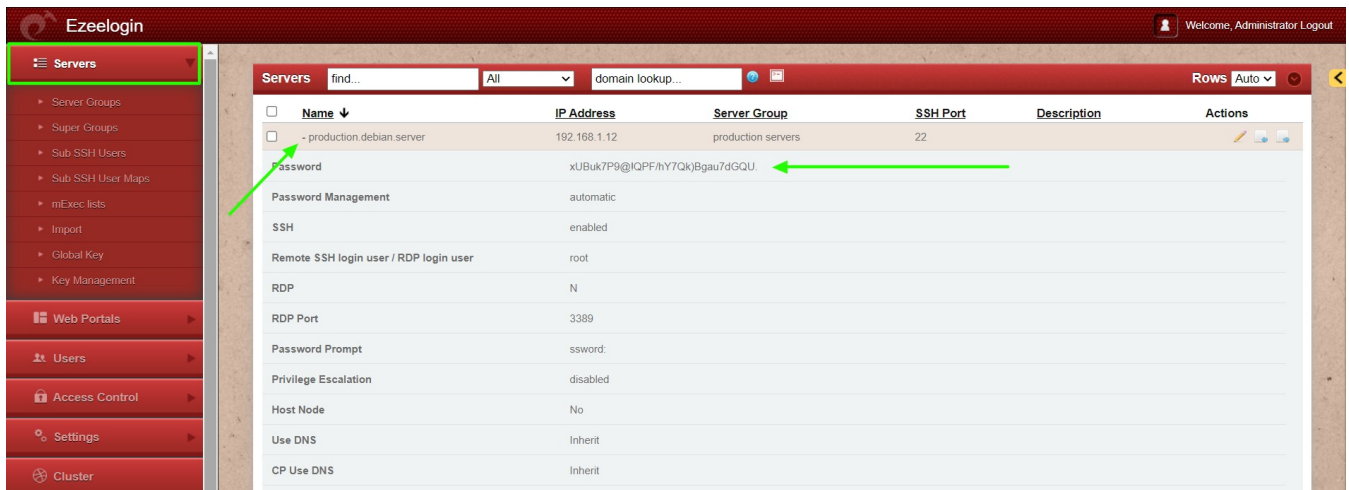 Ezeelogin
Welcome, Administrator Logout
Servers
Server Groups
Super Groups
Sub SSH Users
Sub SSH User Maps
mExec lists
Import
Global Key
Key Management
Web Portals
Users
Access Control
Settings
Cluster
Servers find... All domain lookup... Rows Auto
Name IP Address Server Group SSH Port Description Actions
- production.debian.server 192.168.1.12 production servers 22
Password xUBuk7P9@IQPF/hY7Qk)Bgau7dGQU.
Password Management automatic
SSH enabled
Remote SSH login user / RDP login user root
RDP N
RDP Port 3389
Password Prompt ssword:
Privilege Escalation disabled
Host Node No
Use DNS Inherit
CP Use DNS Inherit